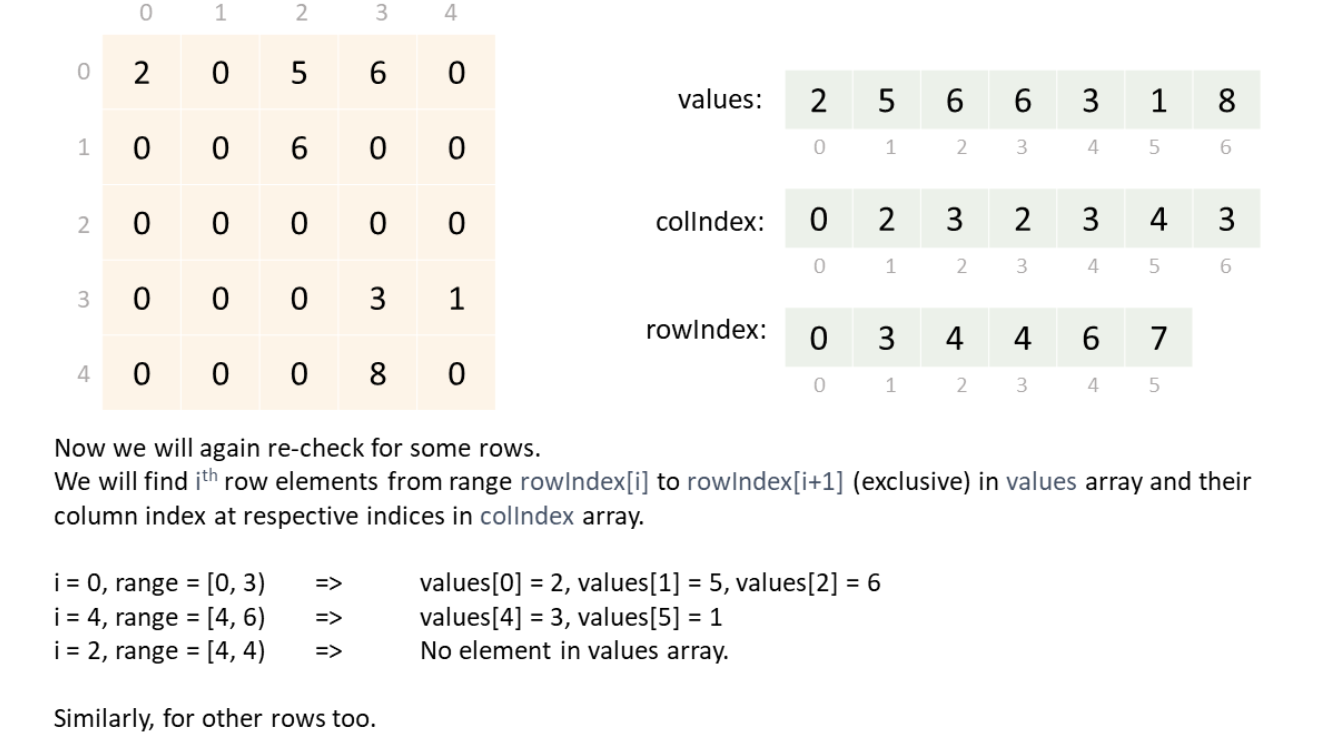 0 1 2 3 4
0 2 0 5 6 0
1 0 0 6 0 0
2 0 0 0 0 0
3 0 0 0 3 1
4 0 0 0 8 0
values: 2 5 6 6 3 1 8
0 1 2 3 4 5 6
colIndex: 0 2 3 2 3 4 3
0 1 2 3 4 5 6
rowIndex: 0 3 4 4 6 7
0 1 2 3 4 5
Now we will again re-check for some rows.
We will find iᵗʰ row elements from range rowIndex[i] to rowIndex[i+1] (exclusive) in values array and their
column index at respective indices in colIndex array.
i = 0, range = [0, 3) => values[0] = 2, values[1] = 5, values[2] = 6
i = 4, range = [4, 6) => values[4] = 3, values[5] = 1
i = 2, range = [4, 4) => No element in values array.
Similarly, for other rows too.